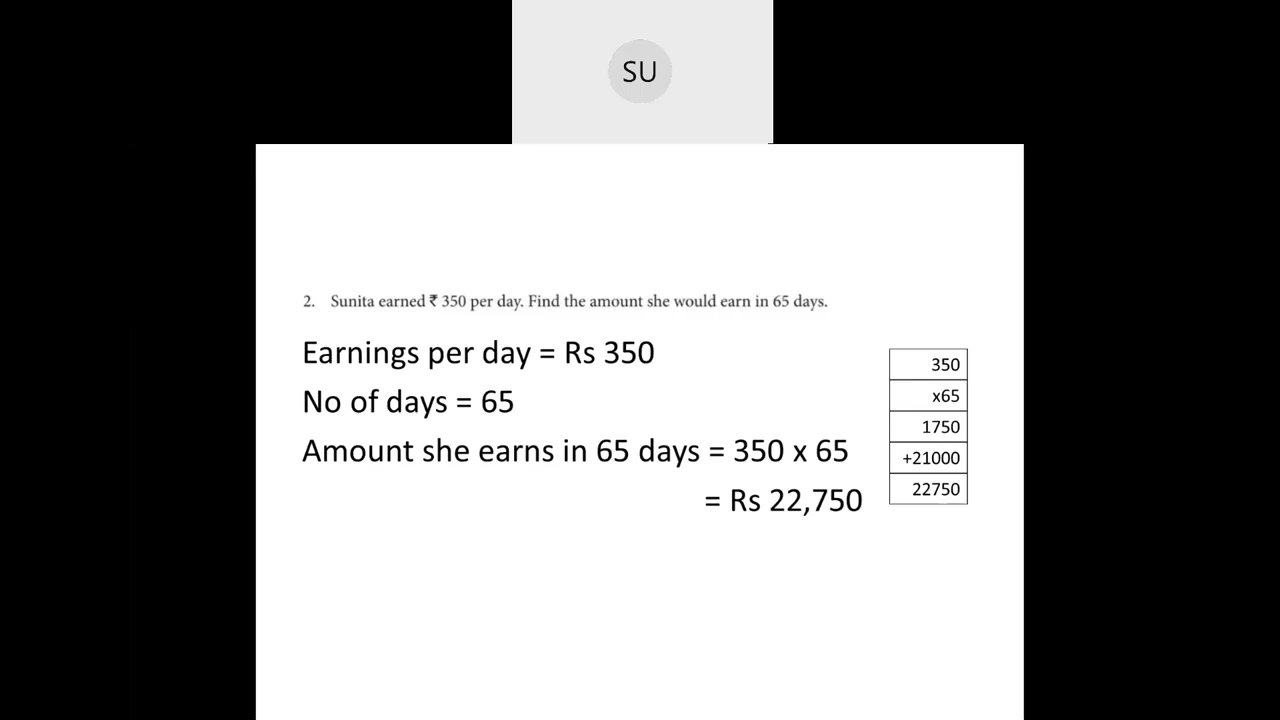 SU
2. Sunita earned ₹ 350 per day. Find the amount she would earn in 65 days.
Earnings per day = Rs 350
No of days = 65
Amount she earns in 65 days = 350 x 65
= Rs 22,750
350
x65
1750
+21000
22750